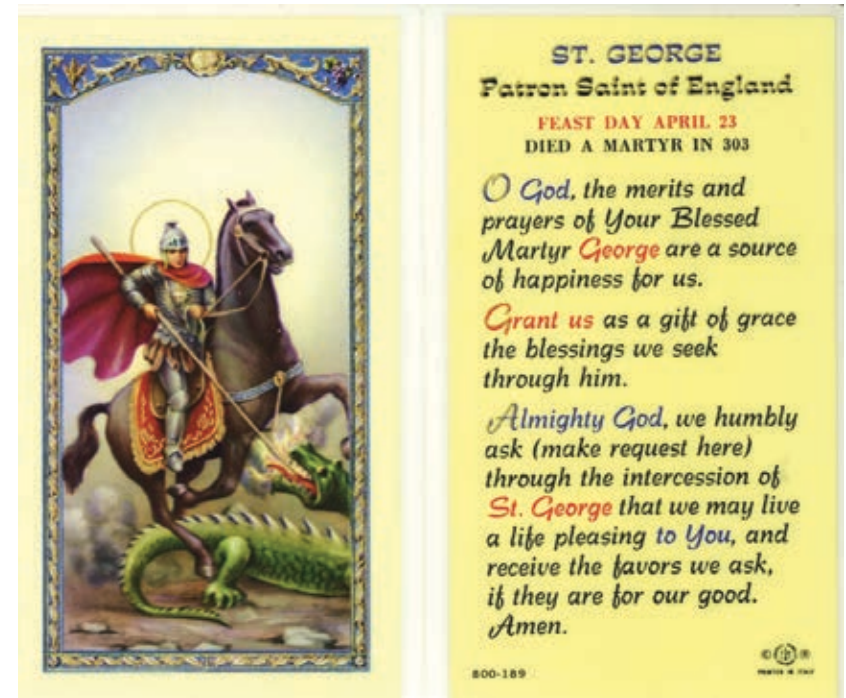 ST. GEORGE
Patron Saint of England
FEAST DAY APRIL 23
DIED A MARTYR IN 303
O God, the merits and
prayers of Your Blessed
Martyr George are a source
of happiness for us.
Grant us as a gift of grace
the blessings we seek
through him.
Almighty God, we humbly
ask (make request here)
through the intercession of
St. George that we may live
a life pleasing to You, and
receive the favors we ask,
if they are for our good.
Amen.
© ®
800-189
PRINTED IN ITALY